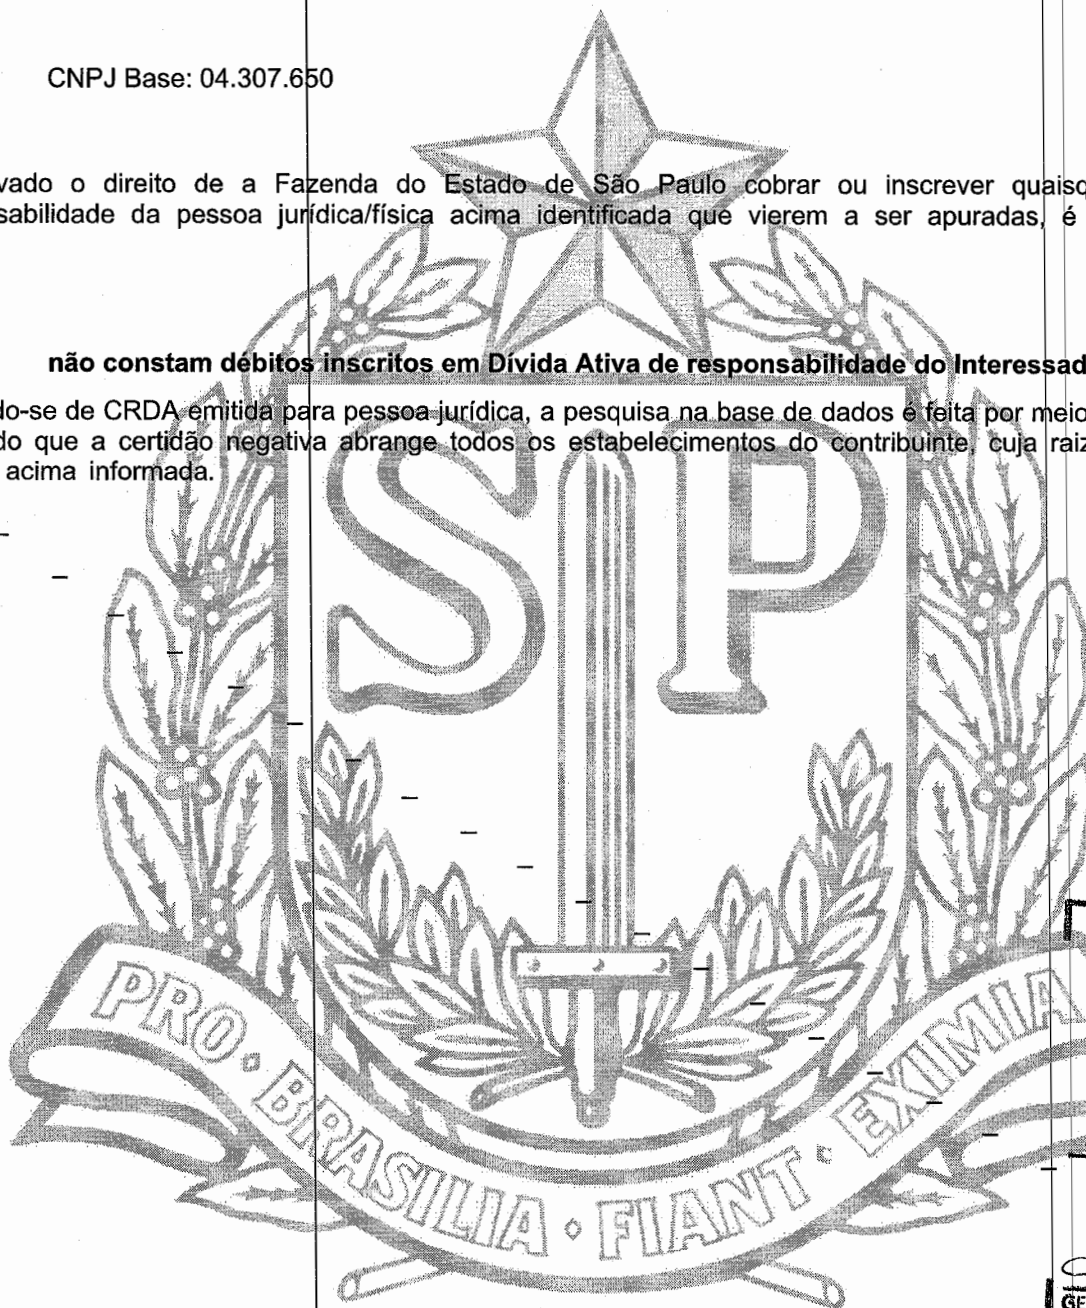 CNPJ Base: 04.307.650
vado o direito de a Fazenda do Estado de São Paulo cobrar ou inscrever quaisq
sabilidade da pessoa jurídica/física acima identificada que vierem a ser apuradas, é
não constam débitos inscritos em Dívida Ativa de responsabilidade do Interessad
do-se de CRDA emitida para pessoa jurídica, a pesquisa na base de dados é feita por meio
do que a certidão negativa abrange todos os estabelecimentos do contribuinte, cuja raiz
acima informada.
SP
PRO · BRASILIA · FIANT · EXIMIA